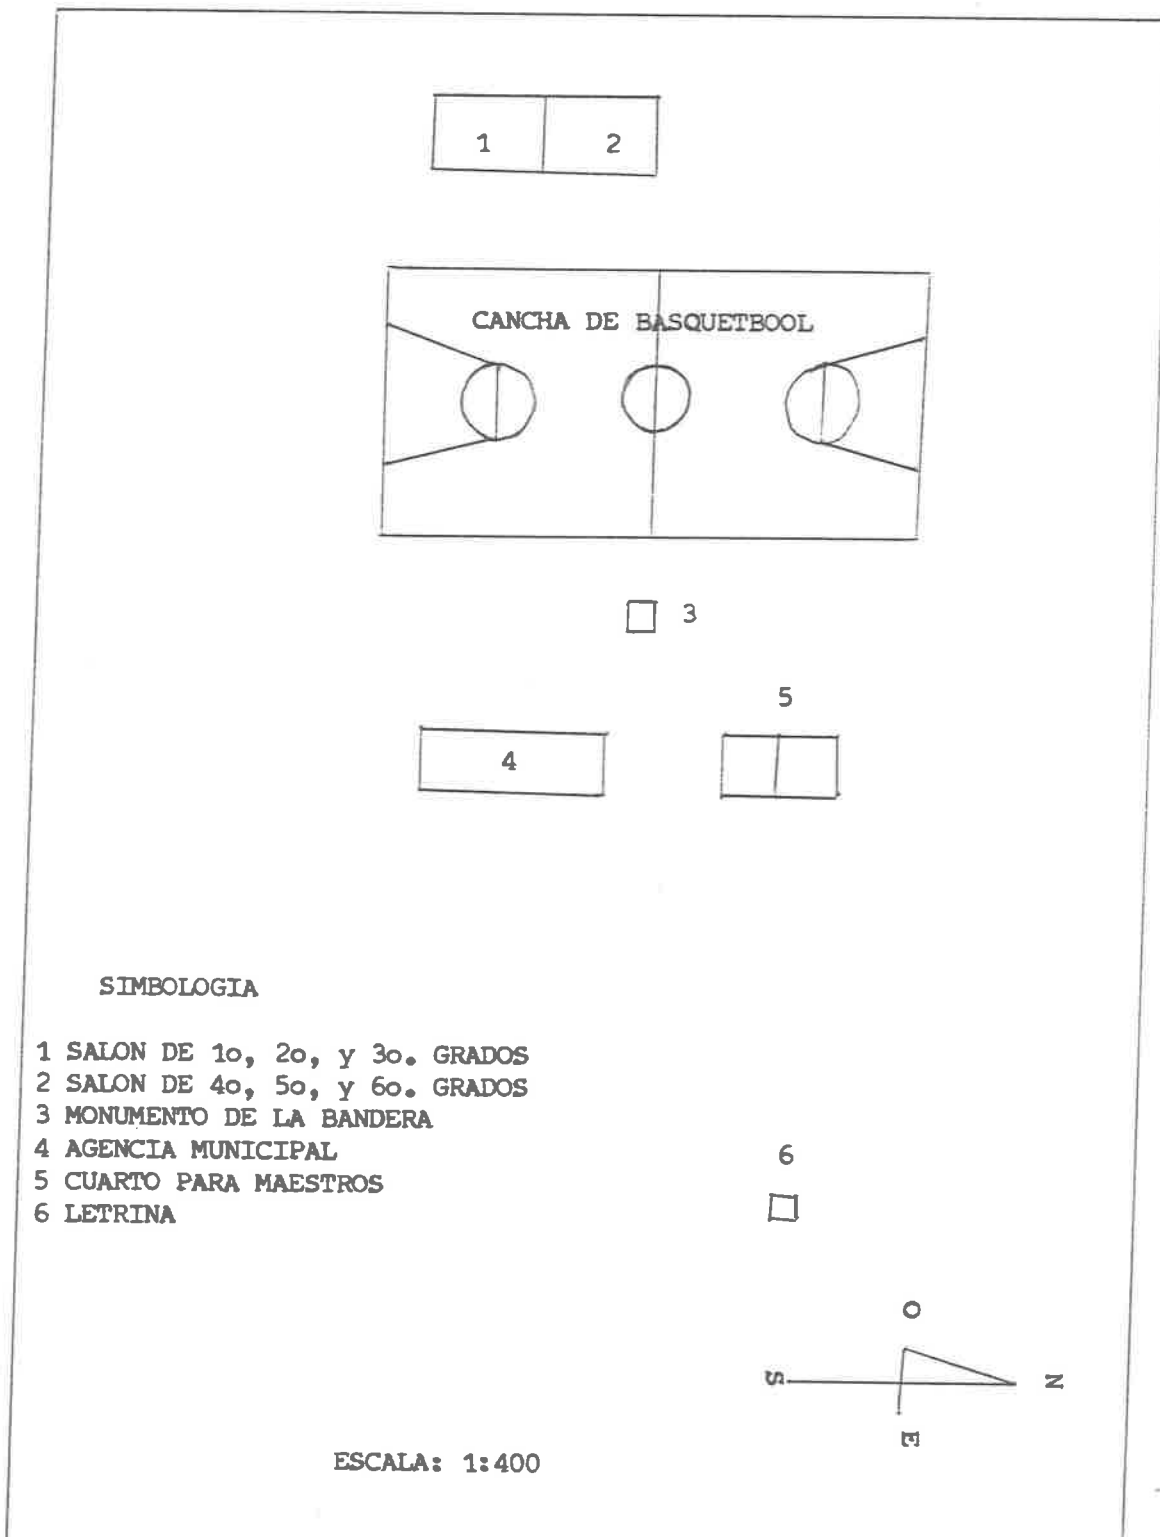 1 2
CANCHA DE BASQUETBOOL
3
5
4
SIMBOLOGIA
1 SALON DE 1o, 2o, y 3o. GRADOS
2 SALON DE 4o, 5o, y 6o. GRADOS
3 MONUMENTO DE LA BANDERA
4 AGENCIA MUNICIPAL
5 CUARTO PARA MAESTROS
6 LETRINA
6
O
S N
E
ESCALA: 1:400